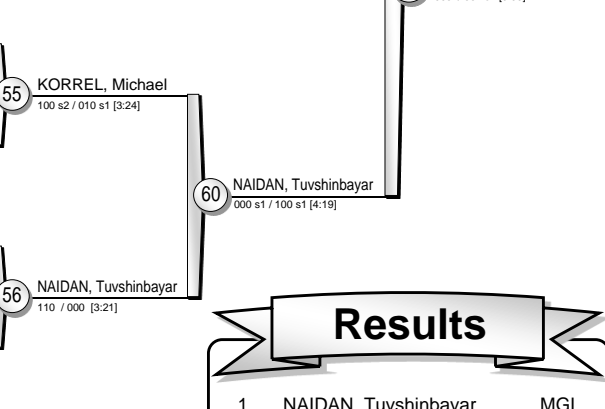 55 KORREL, Michael
100 s2 / 010 s1 [3:24]
60 NAIDAN, Tuvshinbayar
000 s1 / 100 s1 [4:19]
56 NAIDAN, Tuvshinbayar
110 / 000 [3:21]
Results
1 NAIDAN, Tuvshinbayar MGL